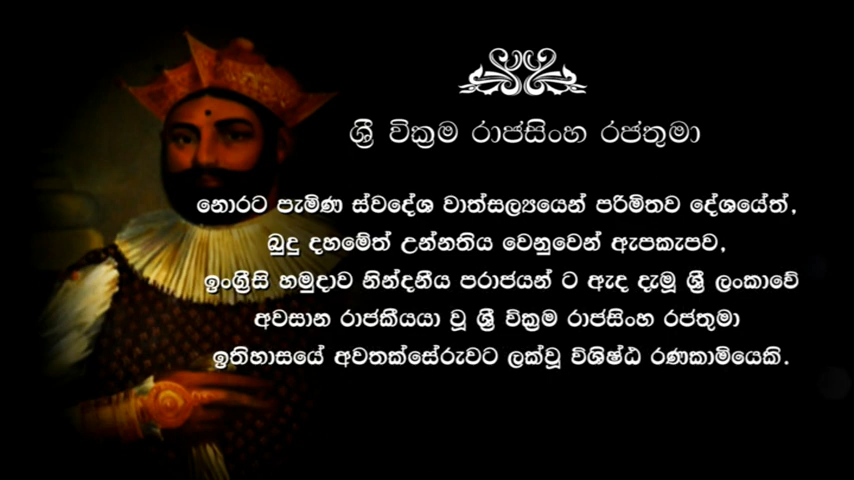 ශ්‍රී වික්‍රම රාජසිංහ රජතුමා
නොරට පැමිණ ස්වදේශ වාත්සල්‍යයෙන් පරිමිතව දේශයේත්,
බුදු දහමේත් උන්නතිය වෙනුවෙන් ඇපකැපව,
ඉංග්‍රීසි හමුදාව නින්දනීය පරාජයන් ට ඇද දැමූ ශ්‍රී ලංකාවේ
අවසාන රාජකීයයා වූ ශ්‍රී වික්‍රම රාජසිංහ රජතුමා
ඉතිහාසයේ අවතක්සේරුවට ලක්වූ විශිෂ්ඨ රණකාමියෙකි.